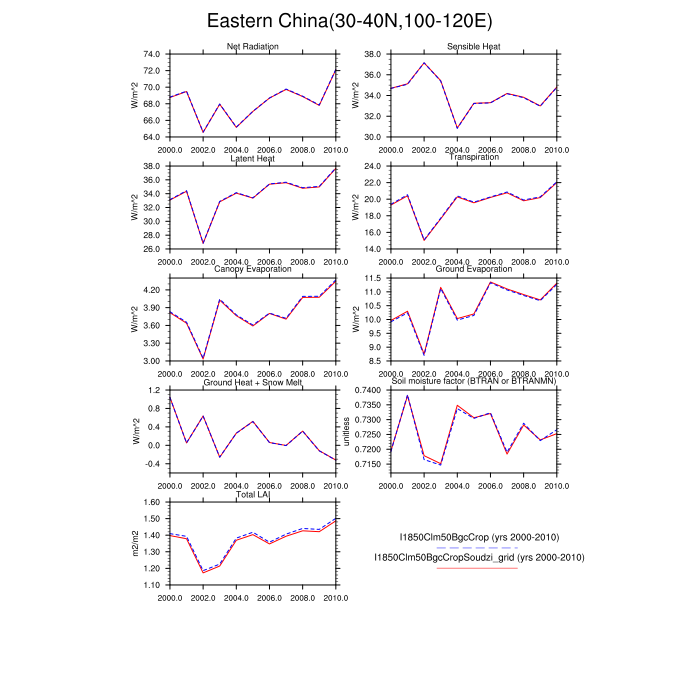 Eastern China(30-40N,100-120E)
Net Radiation
Sensible Heat
W/m^2
74.0
72.0
70.0
68.0
66.0
64.0
2000.0 2002.0 2004.0 2006.0 2008.0 2010.0
W/m^2
38.0
36.0
34.0
32.0
30.0
2000.0 2002.0 2004.0 2006.0 2008.0 2010.0
Latent Heat
Transpiration
W/m^2
38.0
36.0
34.0
32.0
30.0
28.0
26.0
2000.0 2002.0 2004.0 2006.0 2008.0 2010.0
W/m^2
24.0
22.0
20.0
18.0
16.0
14.0
2000.0 2002.0 2004.0 2006.0 2008.0 2010.0
Canopy Evaporation
Ground Evaporation
W/m^2
4.20
3.90
3.60
3.30
3.00
2000.0 2002.0 2004.0 2006.0 2008.0 2010.0
W/m^2
11.5
11.0
10.5
10.0
9.5
9.0
8.5
2000.0 2002.0 2004.0 2006.0 2008.0 2010.0
Ground Heat + Snow Melt
Soil moisture factor (BTRAN or BTRANMN)
W/m^2
1.2
0.8
0.4
0.0
-0.4
2000.0 2002.0 2004.0 2006.0 2008.0 2010.0
unitless
0.7400
0.7350
0.7300
0.7250
0.7200
0.7150
2000.0 2002.0 2004.0 2006.0 2008.0 2010.0
Total LAI
m2/m2
1.60
1.50
1.40
1.30
1.20
1.10
2000.0 2002.0 2004.0 2006.0 2008.0 2010.0
I1850Clm50BgcCrop (yrs 2000-2010)
I1850Clm50BgcCropSoudzi_grid (yrs 2000-2010)